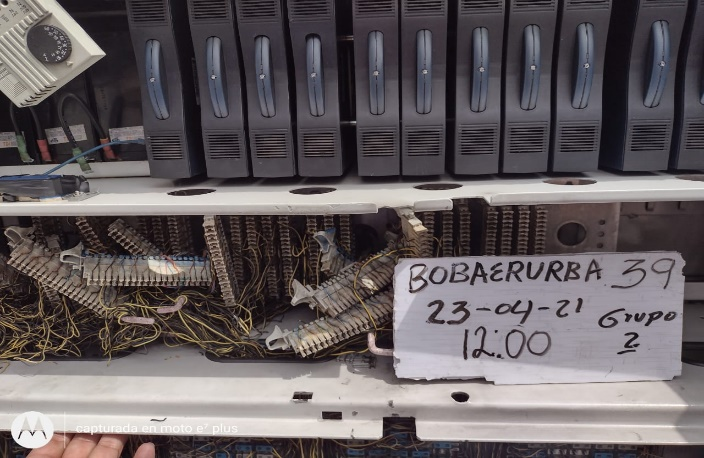 BOBAERURBA 39
23-04-21
Grupo
2
12:00
capturada en moto e⁷ plus